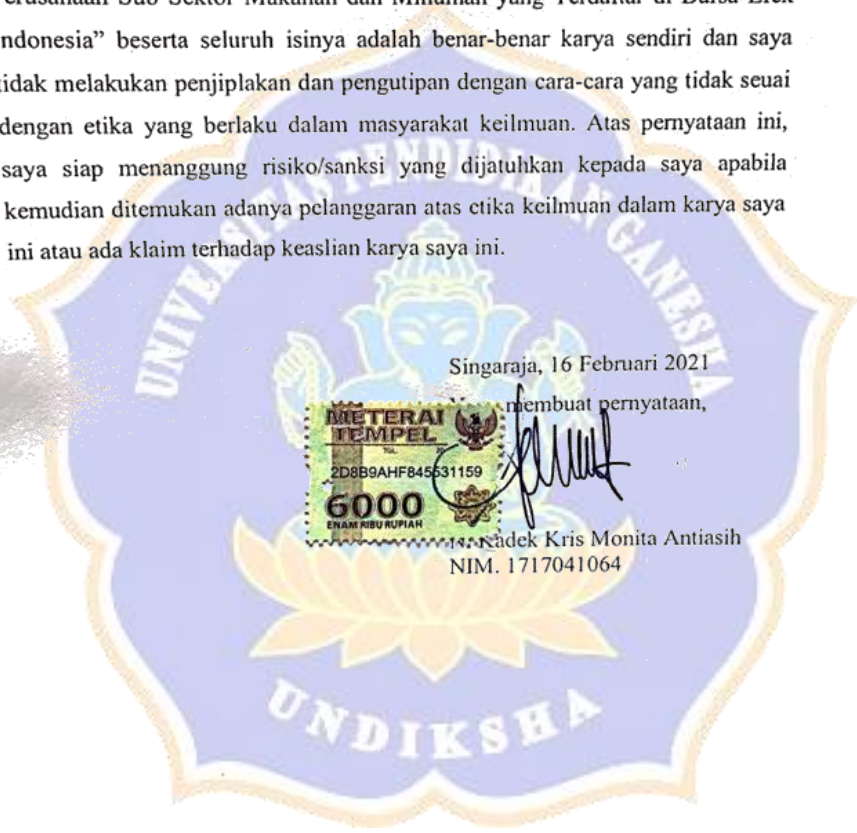 Perusahaan Sub Sektor Makanan dan Minuman yang Terdaftar di Bursa Efek
ndonesia” beserta seluruh isinya adalah benar-benar karya sendiri dan saya
tidak melakukan penjiplakan dan pengutipan dengan cara-cara yang tidak seuai
dengan etika yang berlaku dalam masyarakat keilmuan. Atas pernyataan ini,
saya siap menanggung risiko/sanksi yang dijatuhkan kepada saya apabila
kemudian ditemukan adanya pelanggaran atas etika keilmuan dalam karya saya
ini atau ada klaim terhadap keaslian karya saya ini.
UNIVERSITAS PENDIDIKAN GANESHA
Singaraja, 16 Februari 2021
membuat pernyataan,
METERAI
TEMPEL
TGL. 20
2D8B9AHF845531159
6000
ENAM RIBU RUPIAH
Kadek Kris Monita Antiasih
NIM. 1717041064
UNDIKSHA